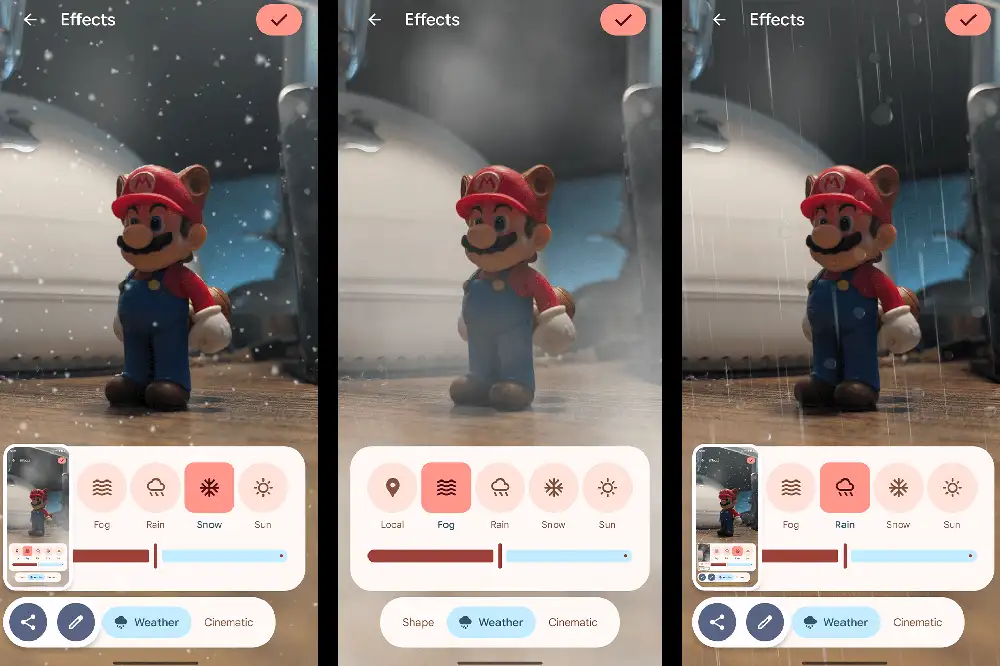 Effects
Fog
Rain
Snow
Sun
Weather
Cinematic
Effects
Local
Fog
Rain
Snow
Sun
Shape
Weather
Cinematic
Effects
Fog
Rain
Snow
Sun
Weather
Cinematic
M
M
M